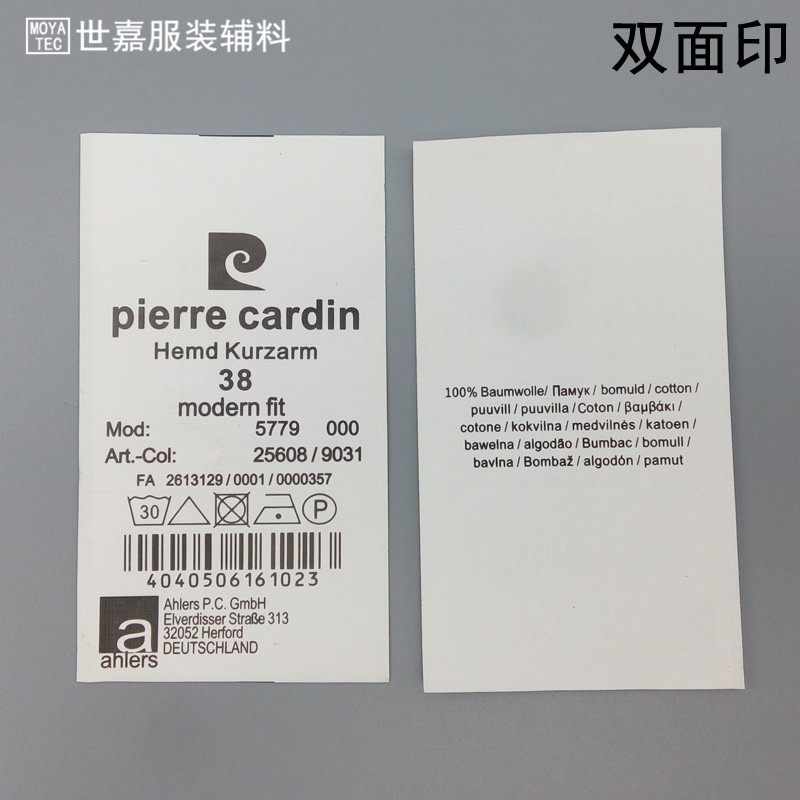 MOYA
TEC
世嘉服装辅料
双面印
pierre cardin
Hemd Kurzarm
38
modern fit
Mod: 5779 000
Art.-Col: 25608 / 9031
FA 2613129 / 0001 / 0000357
30 P
4040506161023
a
ahlers
Ahlers P.C. GmbH
Elverdisser Straße 313
32052 Herford
DEUTSCHLAND
100% Baumwolle/ Памук / bomuld / cotton /
puuvill / puuvilla / Coton / βαμβάκι /
cotone / kokvilna / medvilnės / katoen /
bawełna / algodão / Bumbac / bomull /
bavlna / Bombaž / algodón / pamut